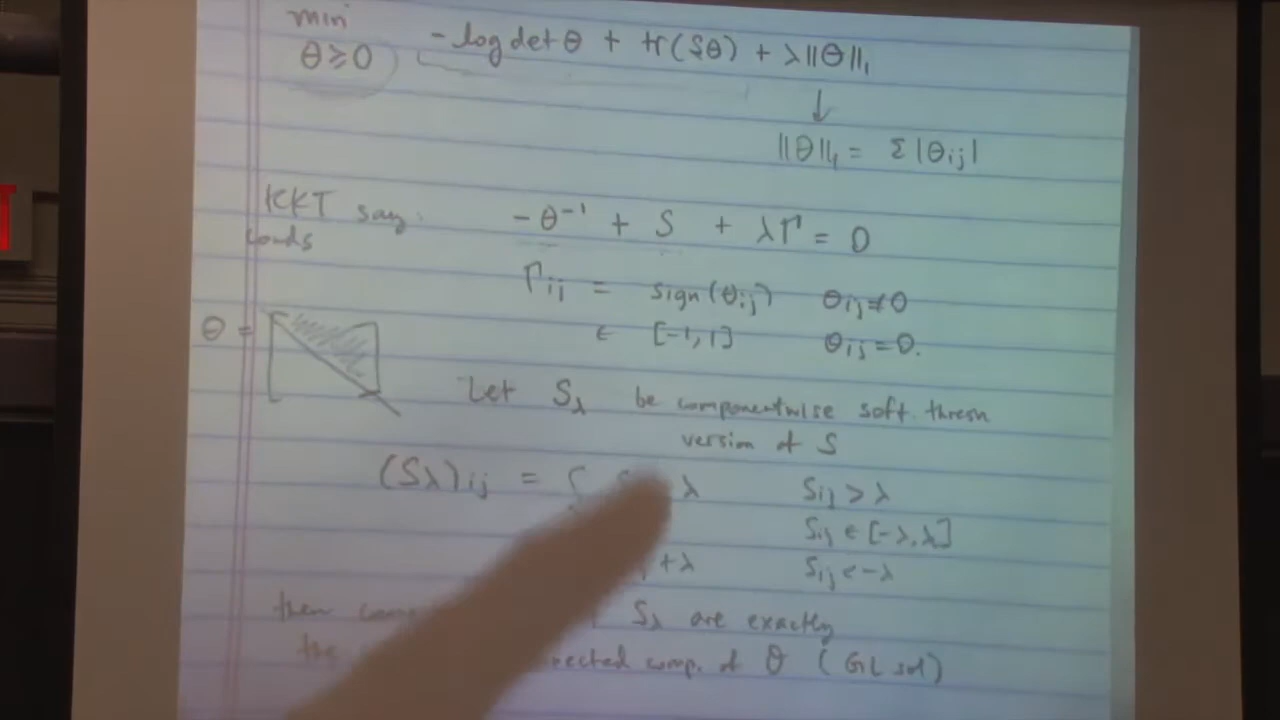 min
θ≥0 -log det θ + tr(Sθ) + λ||θ||₁
↓
||θ||₁ = Σ|θij|
KKT say: -θ⁻¹ + S + λΓ = 0
conds
Γij = sign(θij) θij≠0
∈ [-1,1] θij=0.
θ =
Let Sλ be componentwise soft thresh
version of S
(Sλ)ij = { λ Sij > λ
Sij ∈ [-λ,λ]
+λ Sij < -λ
then Sλ are exactly
the comp. of θ (GL sol)
T